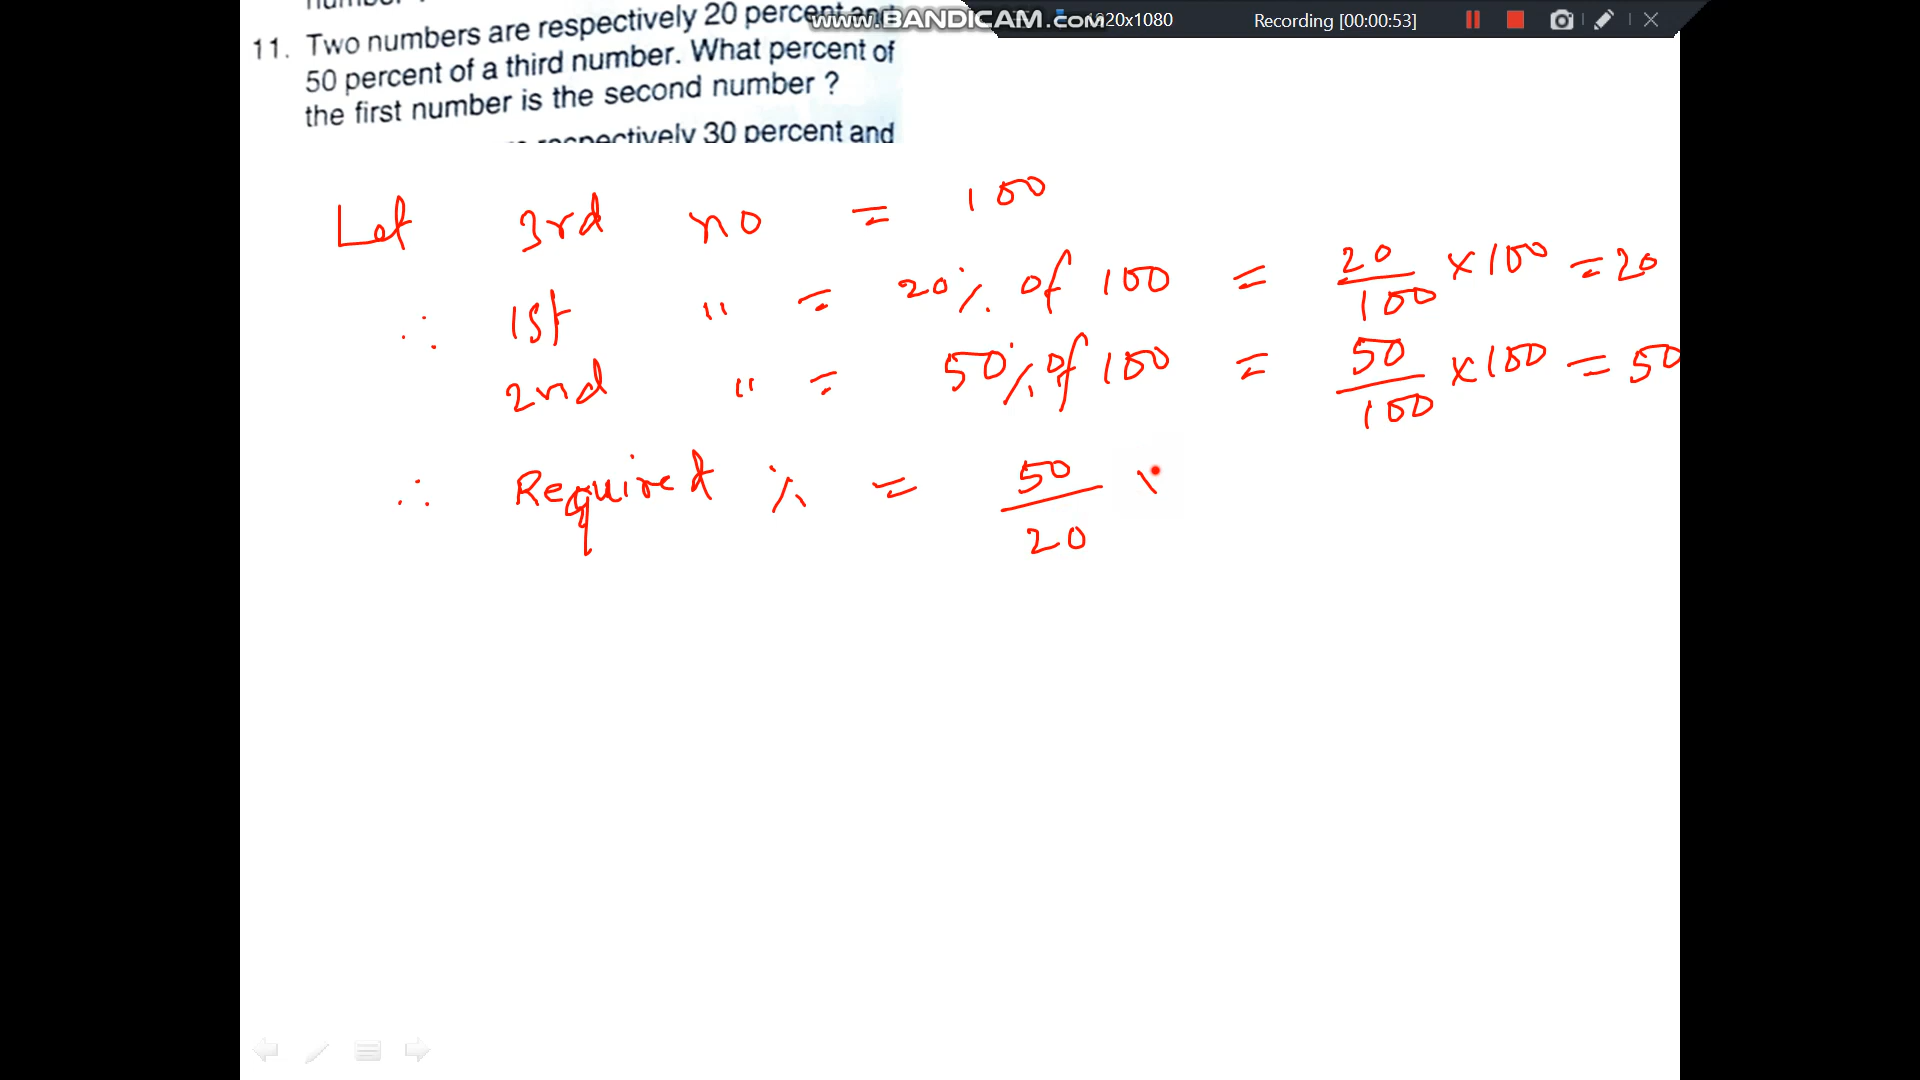 www.BANDICAM.com
1920x1080
Recording [00:00:53]
11. Two numbers are respectively 20 percent and
50 percent of a third number. What percent of
the first number is the second number ?
respectively 30 percent and
Let 3rd no = 100
∴ 1st " = 20% of 100 = 20/100 × 100 = 20
2nd " = 50% of 100 = 50/100 × 100 = 50
∴ Required % = 50/20